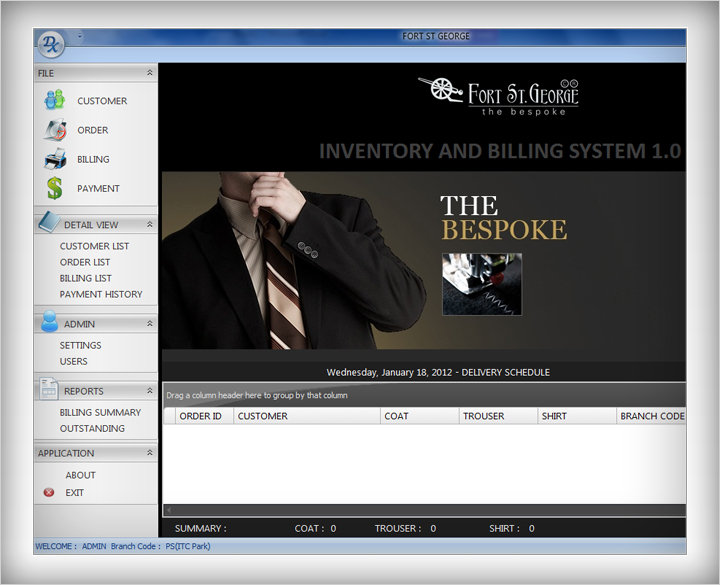 DX
FORT ST GEORGE
FILE
CUSTOMER
ORDER
BILLING
PAYMENT
DETAIL VIEW
CUSTOMER LIST
ORDER LIST
BILLING LIST
PAYMENT HISTORY
ADMIN
SETTINGS
USERS
REPORTS
BILLING SUMMARY
OUTSTANDING
APPLICATION
ABOUT
EXIT
FORT ST. GEORGE
the bespoke
INVENTORY AND BILLING SYSTEM 1.0
THE
BESPOKE
Wednesday, January 18, 2012 - DELIVERY SCHEDULE
Drag a column header here to group by that column
ORDER ID CUSTOMER COAT TROUSER SHIRT BRANCH CODE
SUMMARY : COAT : 0 TROUSER : 0 SHIRT : 0
WELCOME : ADMIN Branch Code : PS(ITC Park)